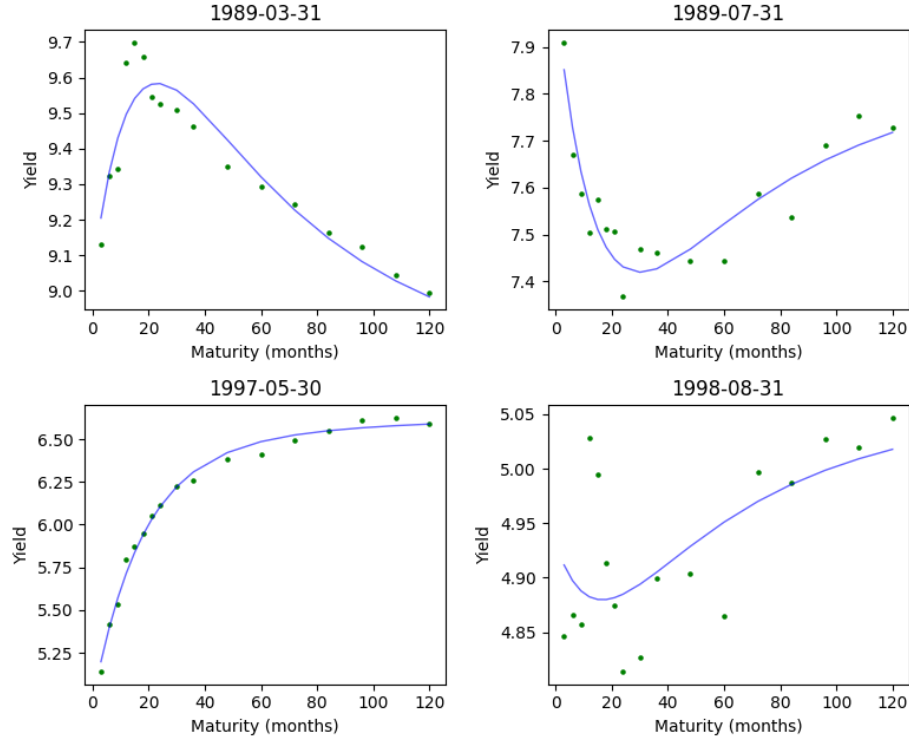 1989-03-31
9.7
9.6
9.5
9.4
9.3
9.2
9.1
9.0
Yield
0 20 40 60 80 100 120
Maturity (months)
1989-07-31
7.9
7.8
7.7
7.6
7.5
7.4
Yield
0 20 40 60 80 100 120
Maturity (months)
1997-05-30
6.50
6.25
6.00
5.75
5.50
5.25
Yield
0 20 40 60 80 100 120
Maturity (months)
1998-08-31
5.05
5.00
4.95
4.90
4.85
Yield
0 20 40 60 80 100 120
Maturity (months)